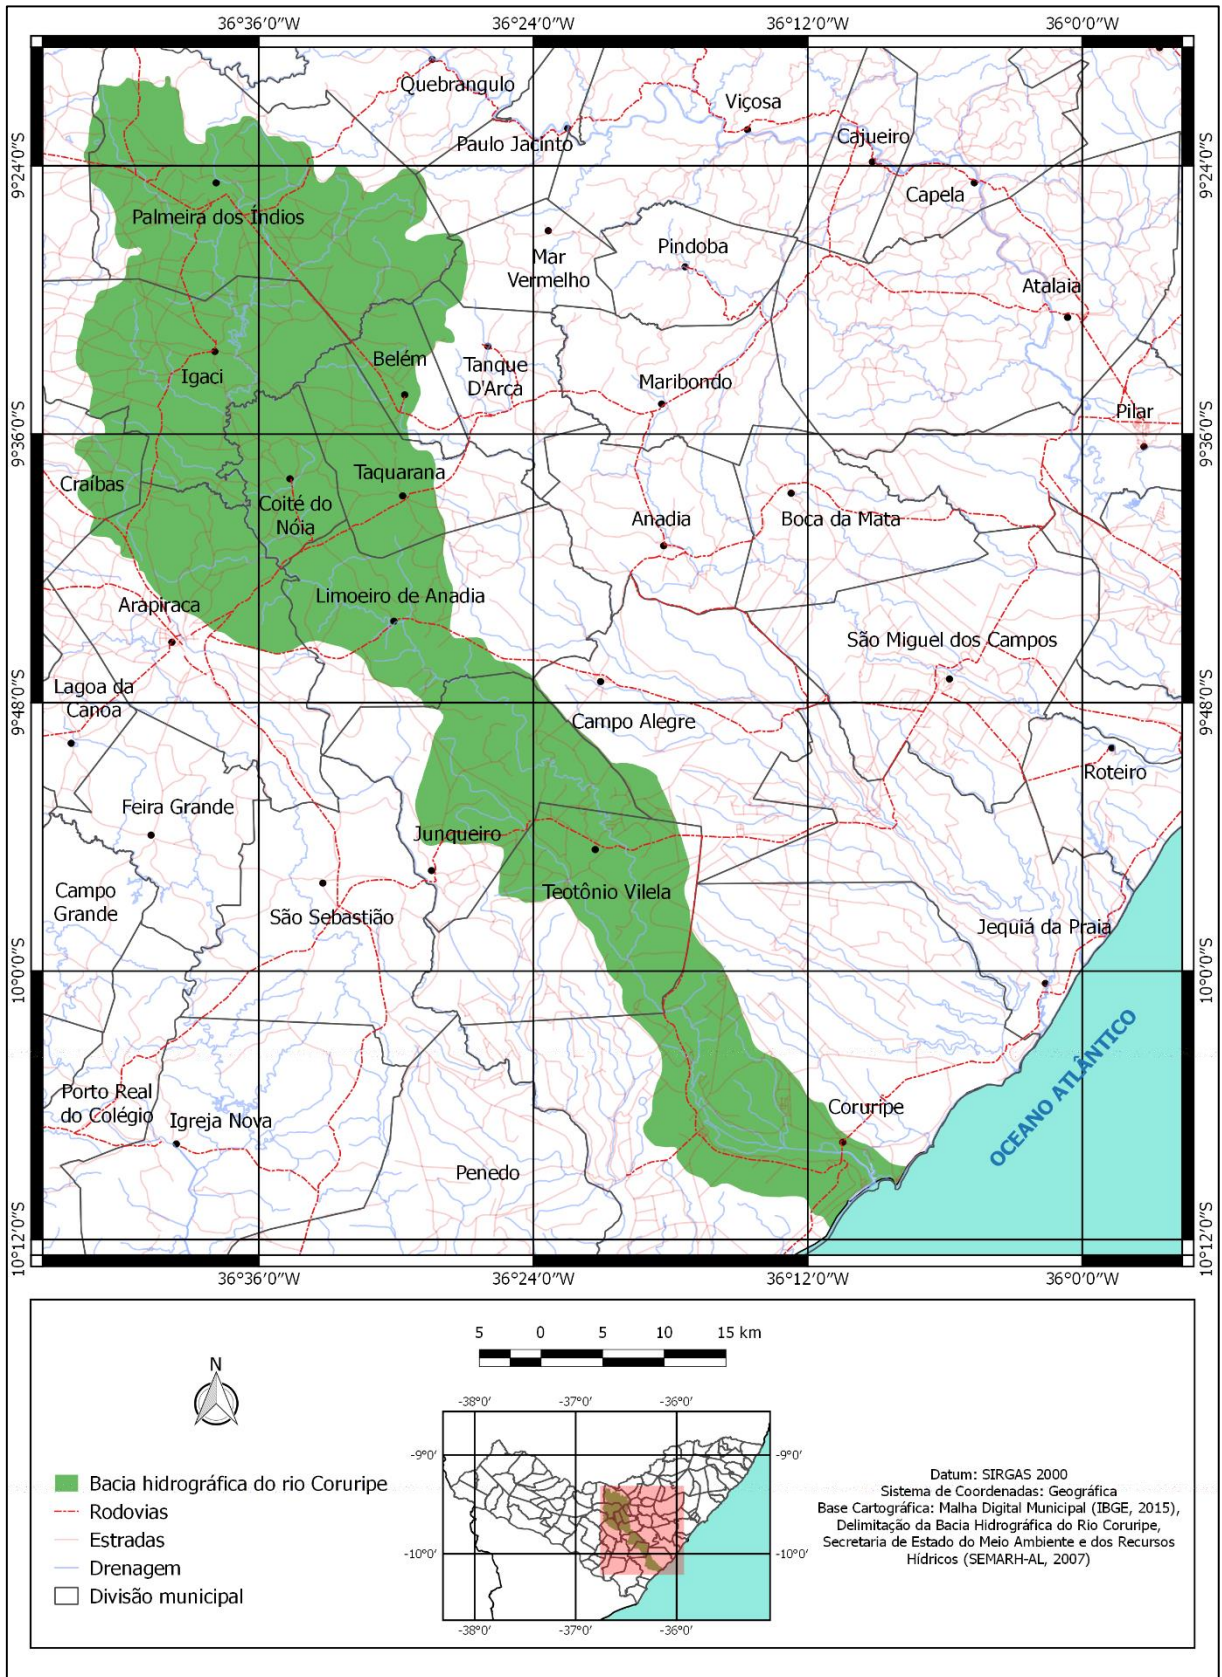 36°36′0″W 36°24′0″W 36°12′0″W 36°0′0″W
Quebrangulo
Viçosa
Paulo Jacinto
Cajueiro
9°24′0″S 9°24′0″S
Capela
Palmeira dos Índios
Mar
Vermelho
Pindoba
Atalaia
Igaci
Belém
Tanque
D'Arca
Maribondo
Pilar
9°36′0″S 9°36′0″S
Craíbas
Taquarana
Coité do
Nóia
Anadia
Boca da Mata
Arapiraca
Limoeiro de Anadia
São Miguel dos Campos
Lagoa da
Canoa
9°48′0″S 9°48′0″S
Campo Alegre
Roteiro
Feira Grande
Junqueiro
Campo
Grande
Teotônio Vilela
São Sebastião
Jequiá da Praia
10°0′0″S 10°0′0″S
OCEANO ATLÂNTICO
Porto Real
do Colégio
Igreja Nova
Coruripe
Penedo
10°12′0″S 10°12′0″S
36°36′0″W 36°24′0″W 36°12′0″W 36°0′0″W
5 0 5 10 15 km
N
-38°0′ -37°0′ -36°0′
-9°0′ -9°0′
-10°0′ -10°0′
-38°0′ -37°0′ -36°0′
Bacia hidrográfica do rio Coruripe
Rodovias
Estradas
Drenagem
Divisão municipal
Datum: SIRGAS 2000
Sistema de Coordenadas: Geográfica
Base Cartográfica: Malha Digital Municipal (IBGE, 2015),
Delimitação da Bacia Hidrográfica do Rio Coruripe,
Secretaria de Estado do Meio Ambiente e dos Recursos
Hídricos (SEMARH-AL, 2007)